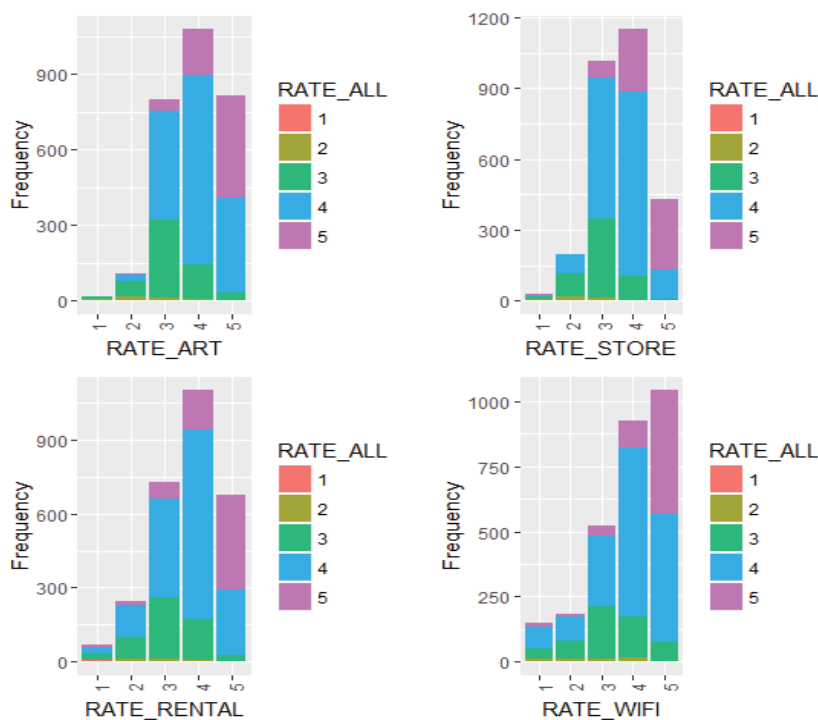 Frequency
900
600
300
0
1 2 3 4 5
RATE_ART
RATE_ALL
1
2
3
4
5
Frequency
1200
900
600
300
0
1 2 3 4 5
RATE_STORE
RATE_ALL
1
2
3
4
5
Frequency
900
600
300
0
1 2 3 4 5
RATE_RENTAL
RATE_ALL
1
2
3
4
5
Frequency
1000
750
500
250
0
1 2 3 4 5
RATE_WIFI
RATE_ALL
1
2
3
4
5